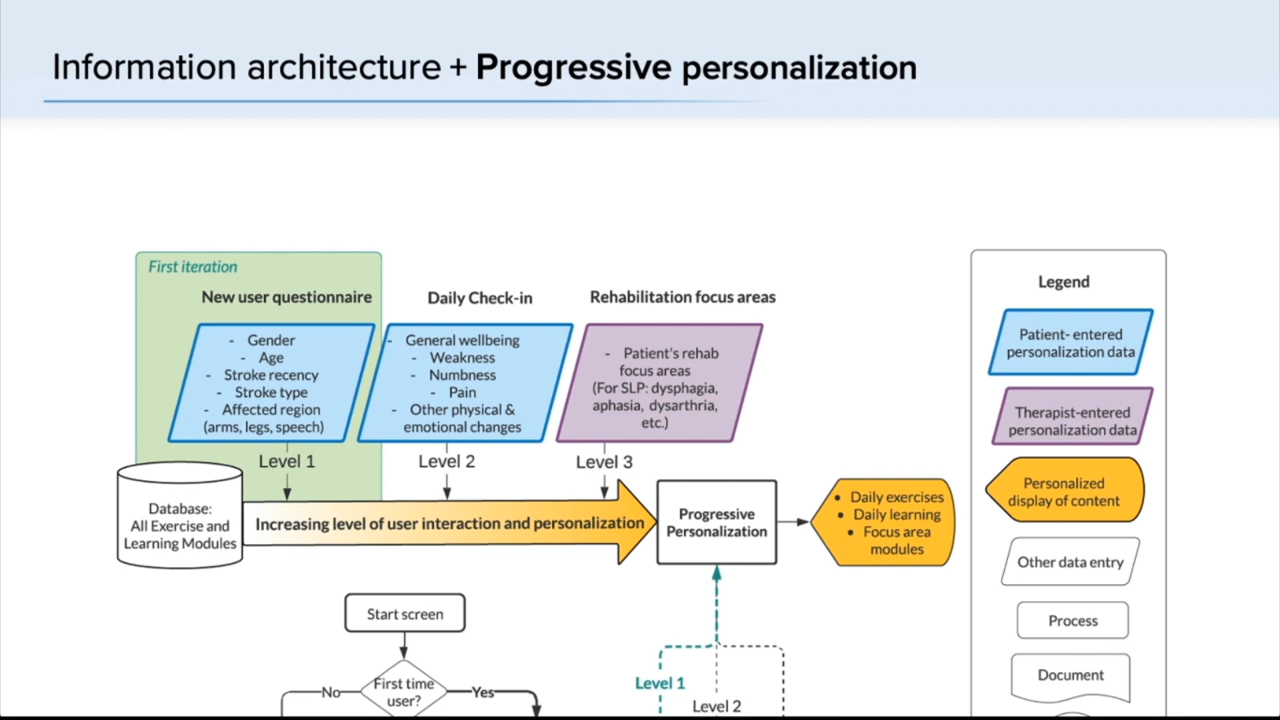 Information architecture + Progressive personalization
First iteration
New user questionnaire
- Gender
- Age
- Stroke recency
- Stroke type
- Affected region
(arms, legs, speech)
Level 1
Daily Check-in
- General wellbeing
- Weakness
- Numbness
- Pain
- Other physical &
emotional changes
Level 2
Rehabilitation focus areas
- Patient's rehab
focus areas
(For SLP: dysphagia,
aphasia, dysarthria,
etc.)
Level 3
Database:
All Exercise and
Learning Modules
Increasing level of user interaction and personalization
Progressive
Personalization
• Daily exercises
• Daily learning
• Focus area
modules
Start screen
First time
user?
No
Yes
Level 1
Level 2
Legend
Patient- entered
personalization data
Therapist-entered
personalization data
Personalized
display of content
Other data entry
Process
Document